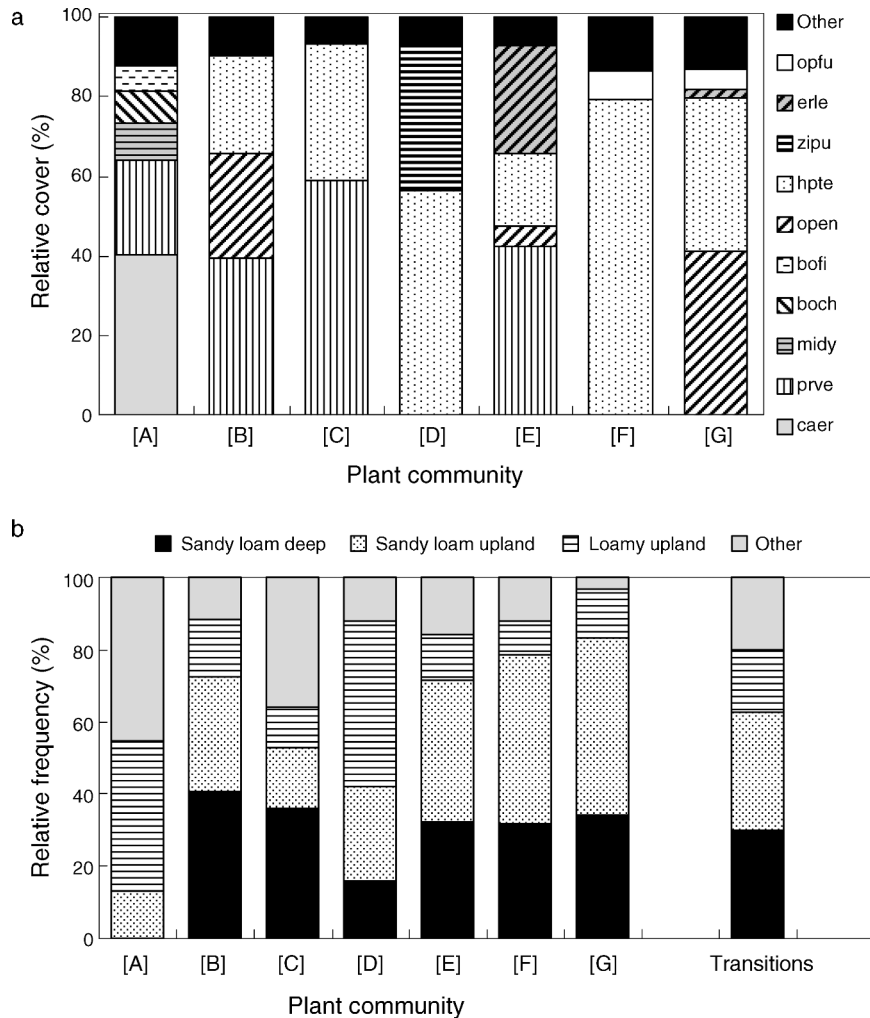 a
Relative cover (%)
100
80
60
40
20
0
[A] [B] [C] [D] [E] [F] [G]
Plant community
Other
opfu
erle
zipu
hpte
open
bofi
boch
midy
prve
caer
b
Sandy loam deep Sandy loam upland Loamy upland Other
Relative frequency (%)
100
80
60
40
20
0
[A] [B] [C] [D] [E] [F] [G] Transitions
Plant community